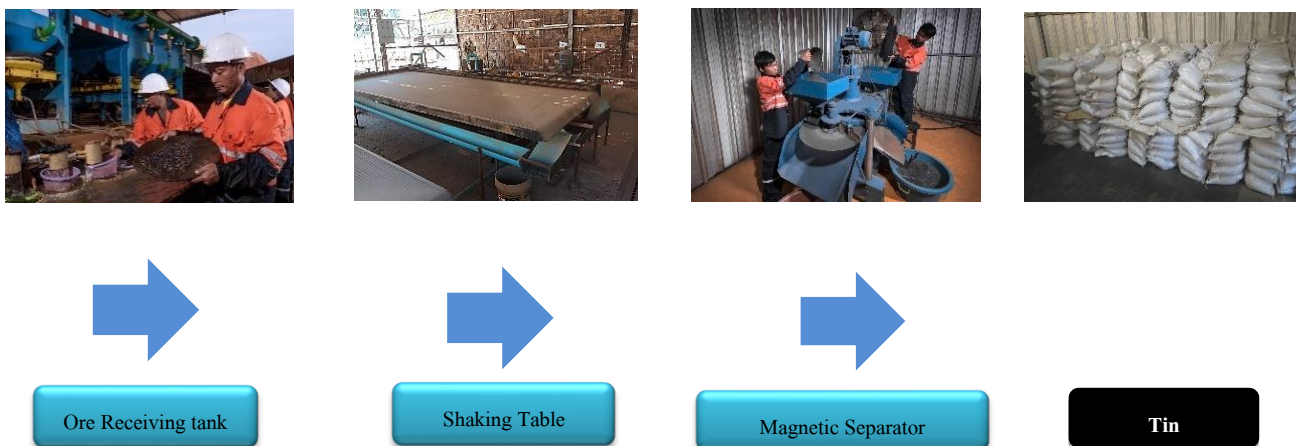 Ore Receiving tank
Shaking Table
Magnetic Separator
Tin